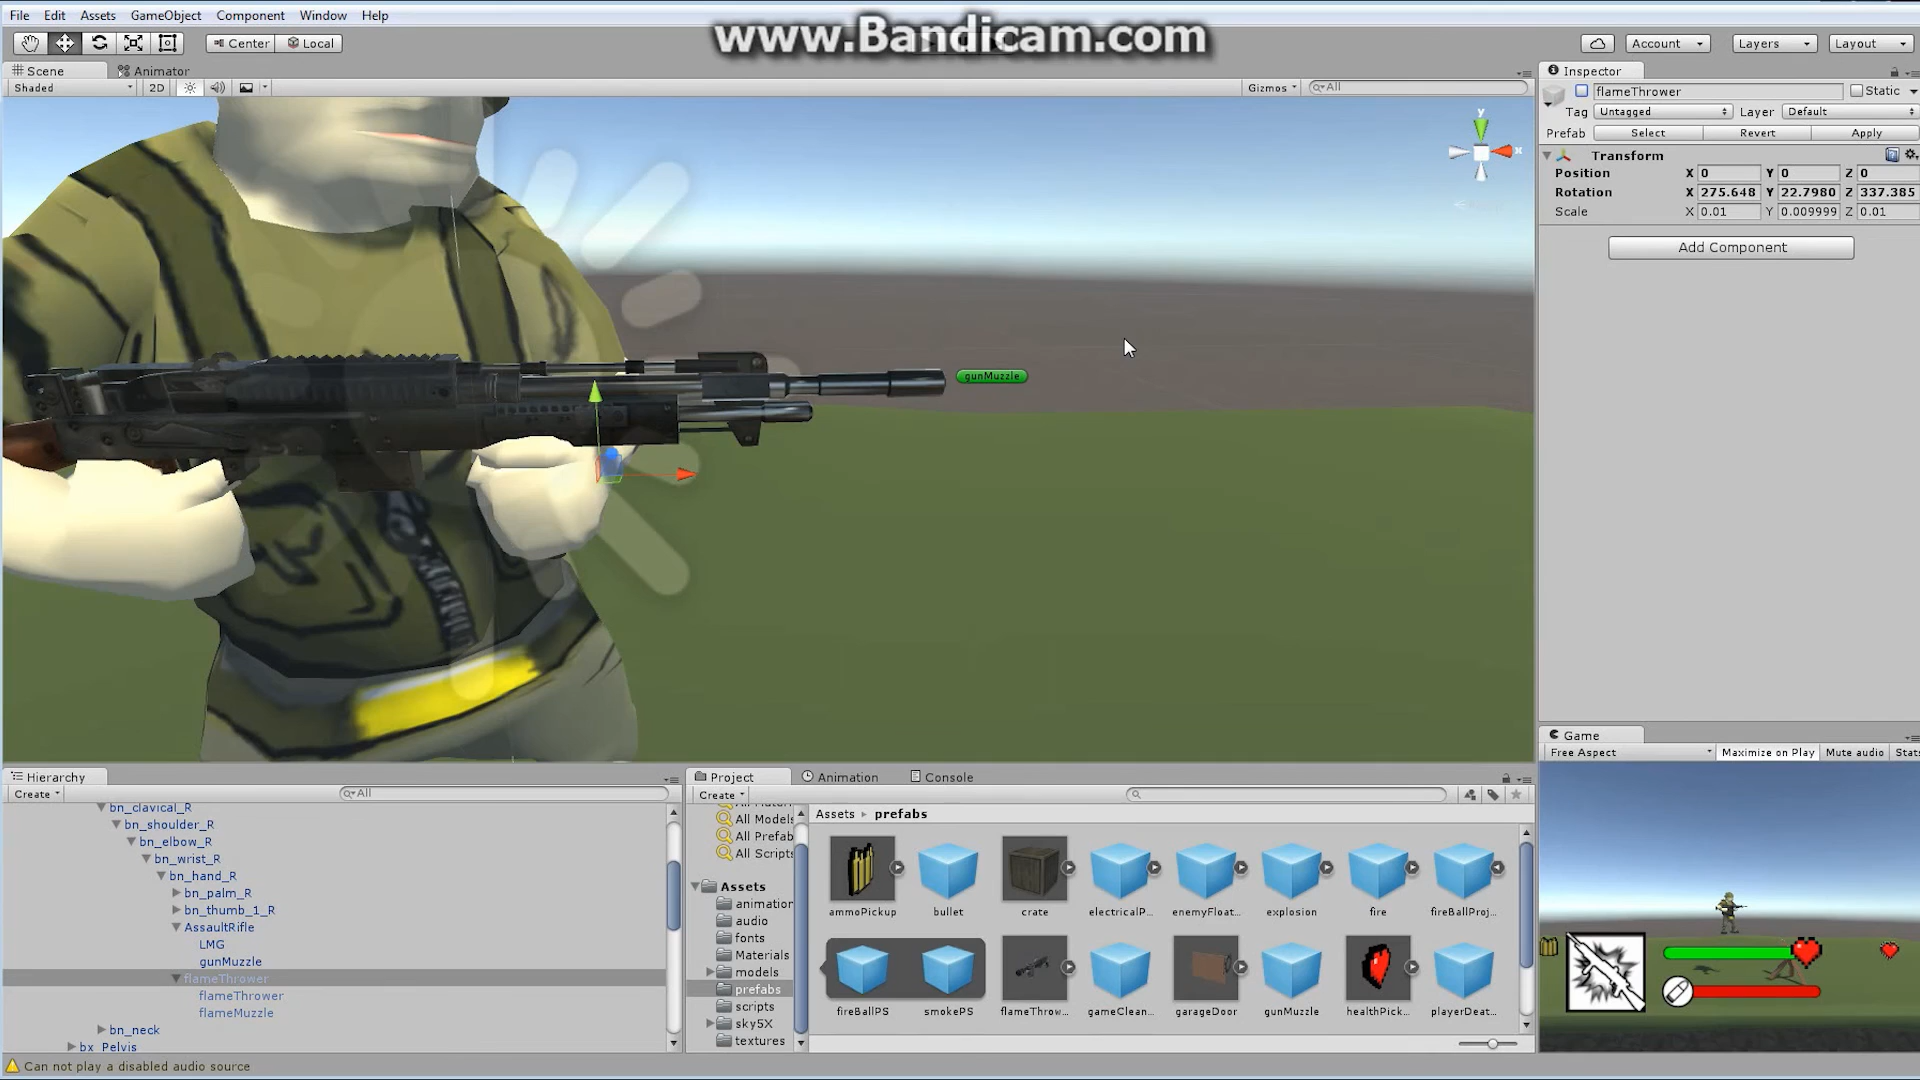 File Edit Assets GameObject Component Window Help
www.Bandicam.com
Center Local Account Layers Layout
Scene Animator Inspector
Shaded 2D Gizmos All
flameThrower Static
Tag Untagged Layer Default
Prefab Select Revert Apply
Transform
Position X 0 Y 0 Z 0
Rotation X 275.648 Y 22.7980 Z 337.385
Scale X 0.01 Y 0.009999 Z 0.01
Add Component
gunMuzzle
Game
Free Aspect Maximize on Play Mute audio Stats
Hierarchy
Create All
bn_clavical_R
bn_shoulder_R
bn_elbow_R
bn_wrist_R
bn_hand_R
bn_palm_R
bn_thumb_1_R
AssaultRifle
LMG
gunMuzzle
flameThrower
flameThrower
flameMuzzle
bn_neck
bx_Pelvis
Project Animation Console
Create
All Models
All Prefab
All Scripts
Assets
animation
audio
fonts
Materials
models
prefabs
scripts
sky5X
textures
Assets prefabs
ammoPickup bullet crate electricalP... enemyFloat... explosion fire fireBallProj...
fireBallPS smokePS flameThrow... gameClean... garageDoor gunMuzzle healthPick... playerDeat...
Can not play a disabled audio source